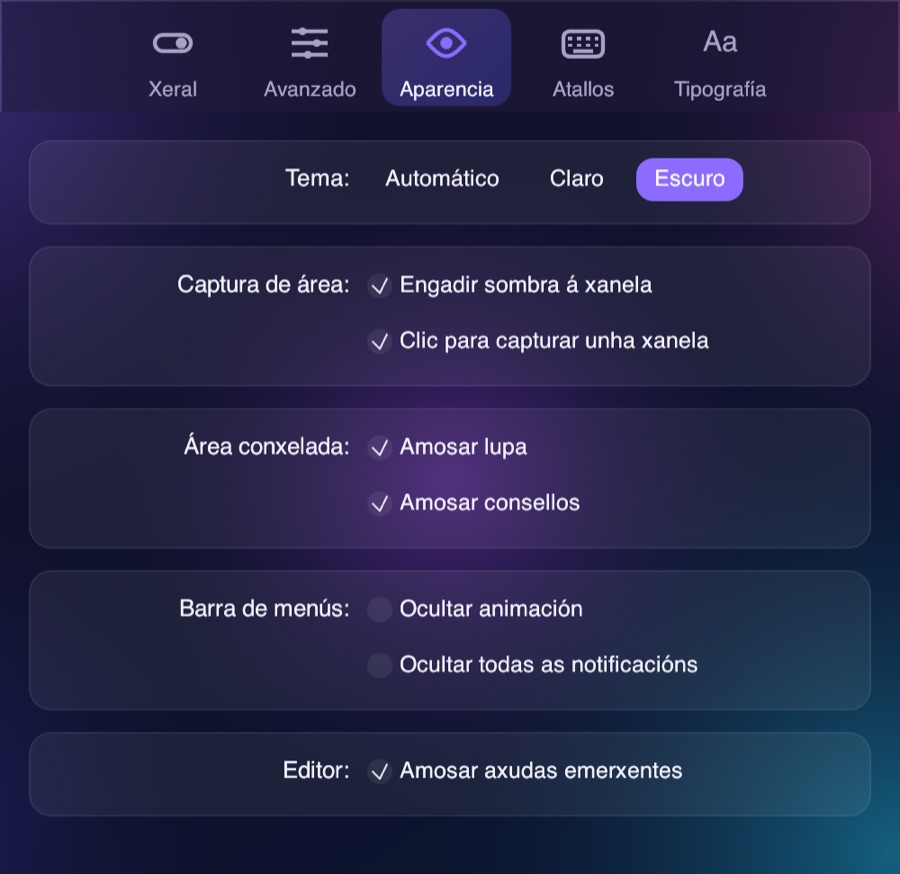 Aa
Xeral Avanzado Aparencia Atallos Tipografía
Tema: Automático Claro Escuro
Captura de área: Engadir sombra á xanela
Clic para capturar unha xanela
Área conxelada: Amosar lupa
Amosar consellos
Barra de menús: Ocultar animación
Ocultar todas as notificacións
Editor: Amosar axudas emerxentes